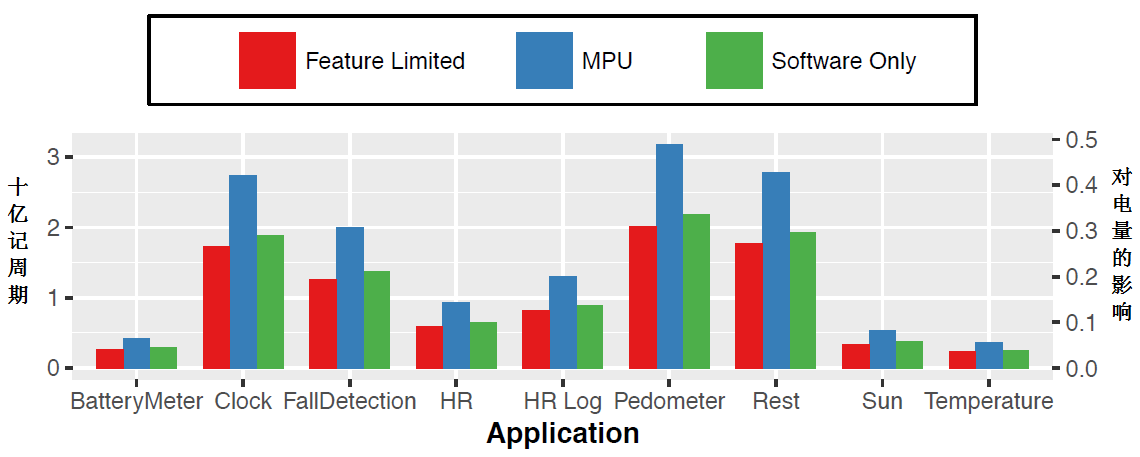 Feature Limited MPU Software Only
十亿记周期
3
2
1
0
对电量的影响
0.5
0.4
0.3
0.2
0.1
0.0
BatteryMeter Clock FallDetection HR HR Log Pedometer Rest Sun Temperature
Application